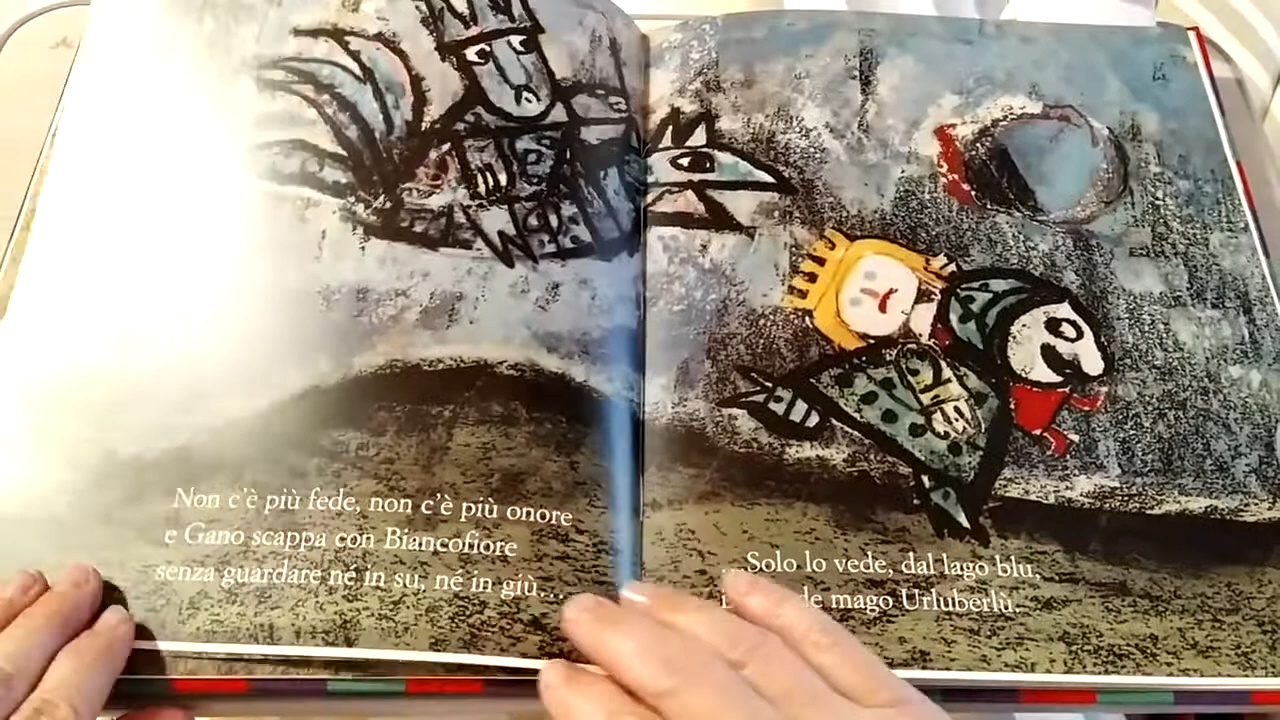 Non c'è più fede, non c'è più onore
e Gano scappa con Biancofiore
senza guardare né in su, né in giù...
...Solo lo vede, dal lago blu,
mago Urluberlù.